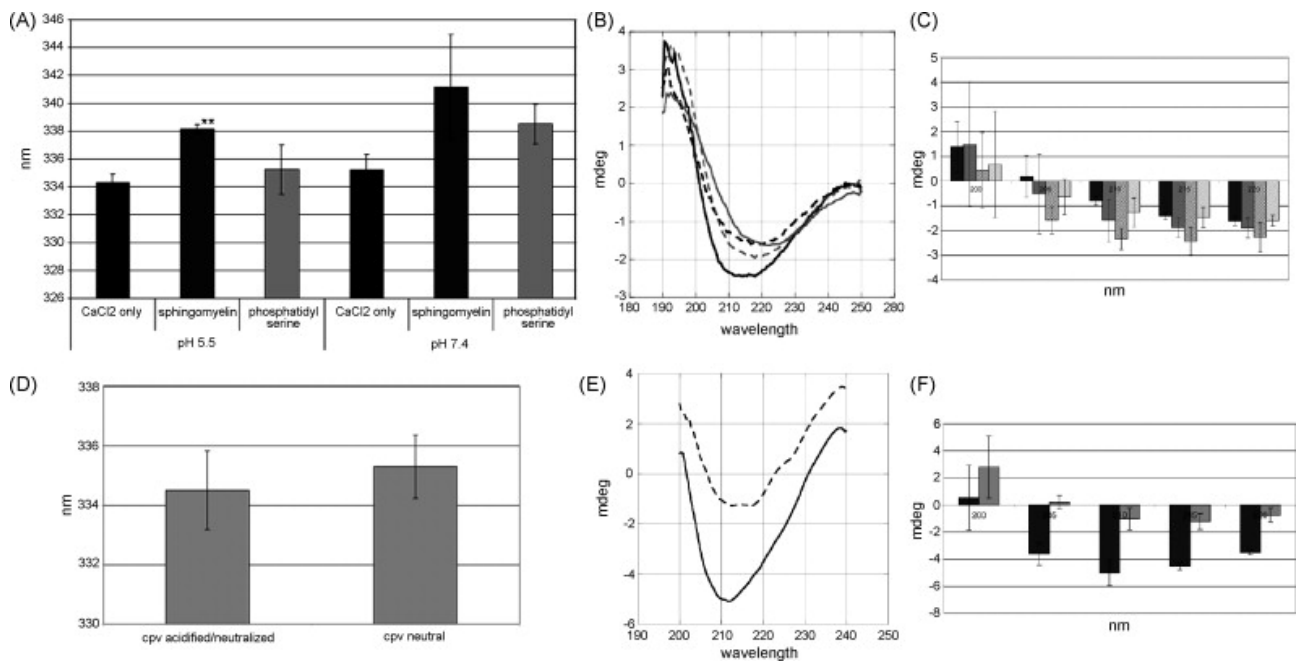 (A)
346
344
342
340
338
336
334
332
330
328
326
nm
**
CaCl2 only
sphingomyelin
phosphatidyl serine
CaCl2 only
sphingomyelin
phosphatidyl serine
pH 5.5
pH 7.4
(B)
4
3
2
1
0
-1
-2
-3
mdeg
180 190 200 210 220 230 240 250 260 280
wavelength
(C)
5
4
3
2
1
0
-1
-2
-3
-4
mdeg
200
nm
(D)
338
336
334
332
330
nm
cpv acidified/neutralized
cpv neutral
(E)
4
2
0
-2
-4
-6
mdeg
190 200 210 220 230 240 250
wavelength
(F)
6
4
2
0
-2
-4
-6
-8
mdeg
200
nm